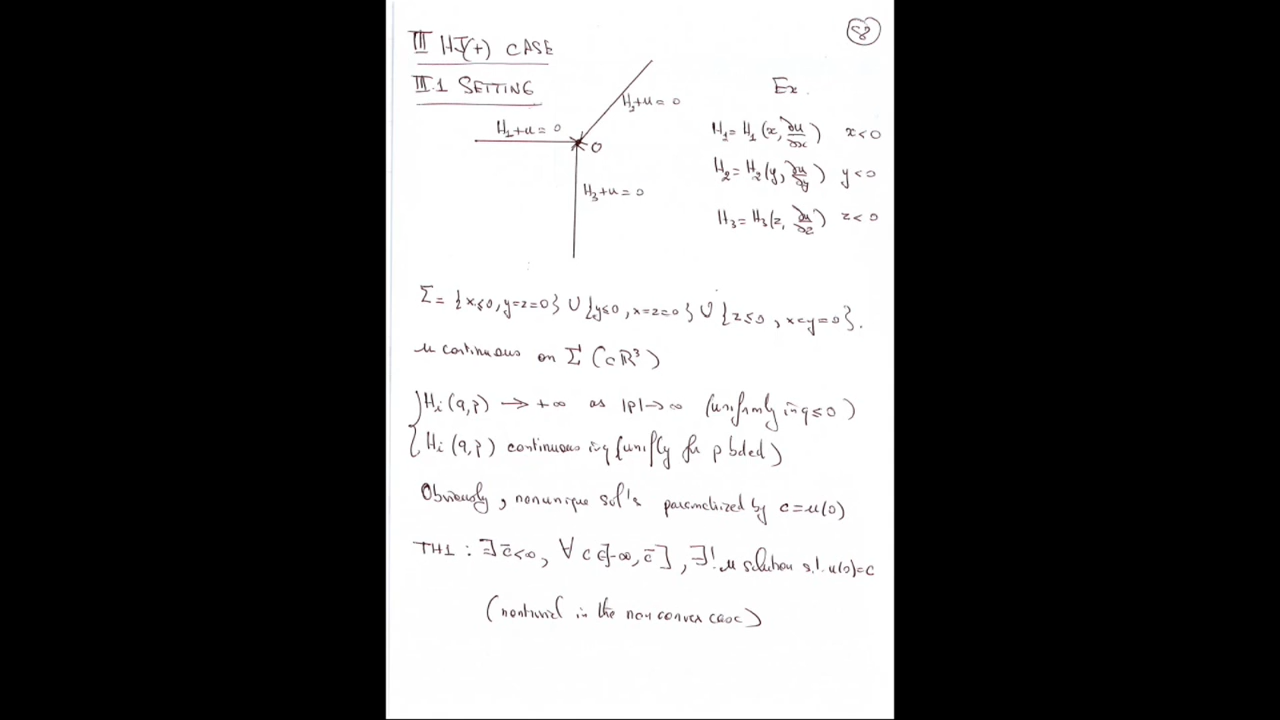 58
III HJ(+) CASE
III.1 SETTING
H₁+u=0
H₂+u=0
0
H₃+u=0
Ex.
H₁ = H₁(x, ∂u/∂x) x<0
H₂ = H₂(y, ∂u/∂y) y<0
H₃ = H₃(z, ∂u/∂z) z<0
Σ = {x≤0, y=z=0} ∪ {y≤0, x=z=0} ∪ {z≤0, x=y=0}.
u continuous on Σ (⊂ℝ³)
Hᵢ(q,p) → +∞ as |p|→∞ (uniformly in q≤0)
Hᵢ(q,p) continuous in q (unif'ly for p bded)
Obviously, nonunique sol's parametrized by c=u(0)
TH1 : ∃ c̄<∞, ∀ c∈]-∞, c̄], ∃! u solution s.t. u(0)=c
(nontrivial in the non convex case)